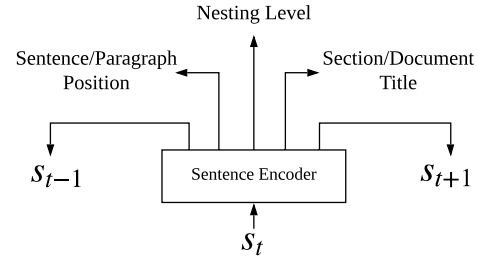 Nesting Level
Sentence/Paragraph
Position
Section/Document
Title
s_{t-1}
s_{t+1}
Sentence Encoder
s_t